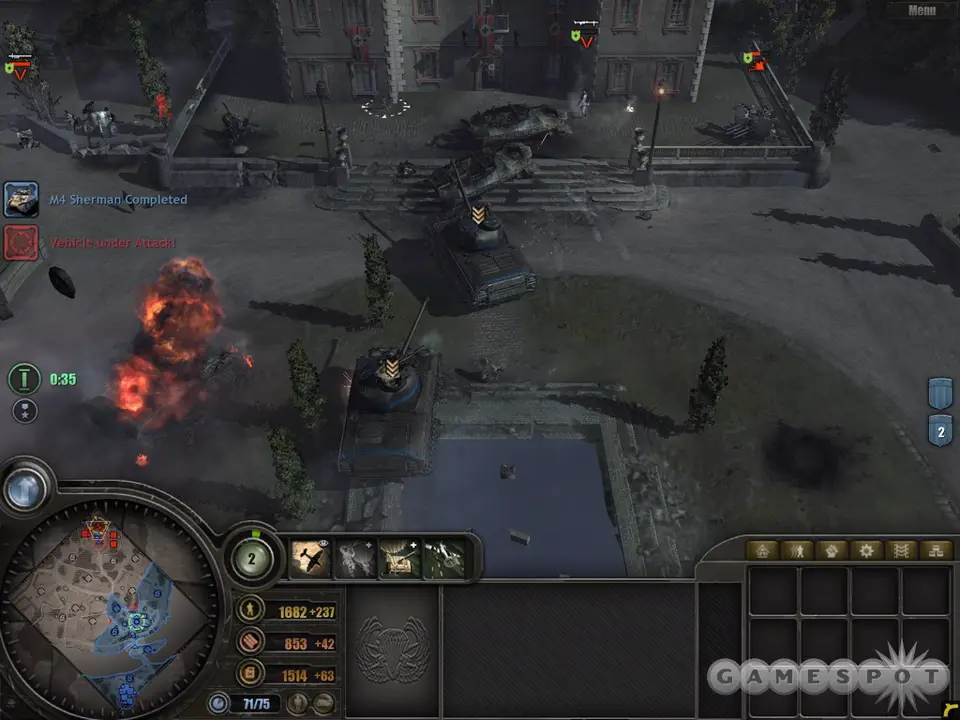 Menu
M4 Sherman Completed
Vehicle under Attack!
0:35
2
2
1682 +237
853 +42
1514 +63
71/75
GAMESPOT